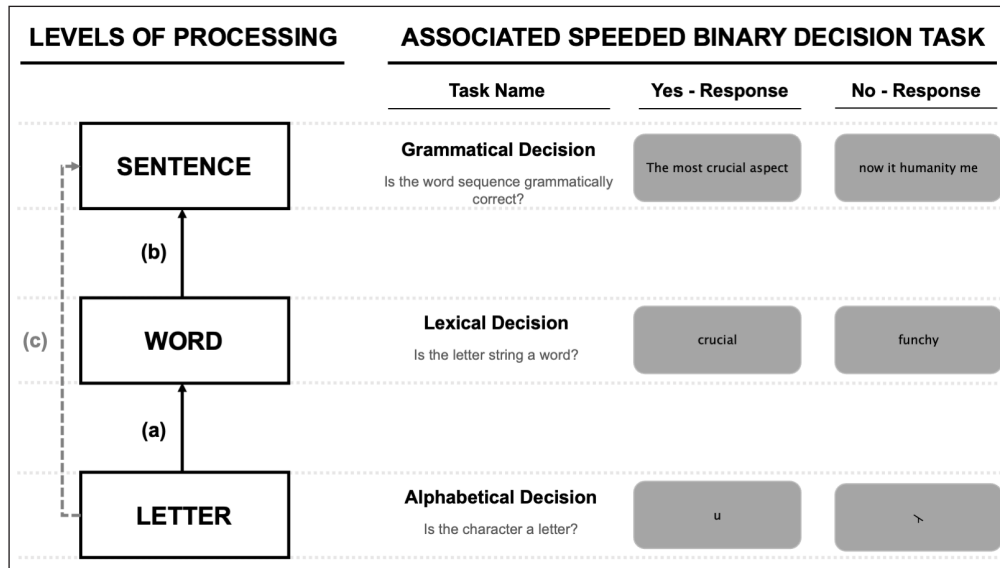 LEVELS OF PROCESSING
ASSOCIATED SPEEDED BINARY DECISION TASK
Task Name
Yes - Response
No - Response
SENTENCE
Grammatical Decision
Is the word sequence grammatically
correct?
The most crucial aspect
now it humanity me
(b)
(c)
WORD
Lexical Decision
Is the letter string a word?
crucial
funchy
(a)
LETTER
Alphabetical Decision
Is the character a letter?
u